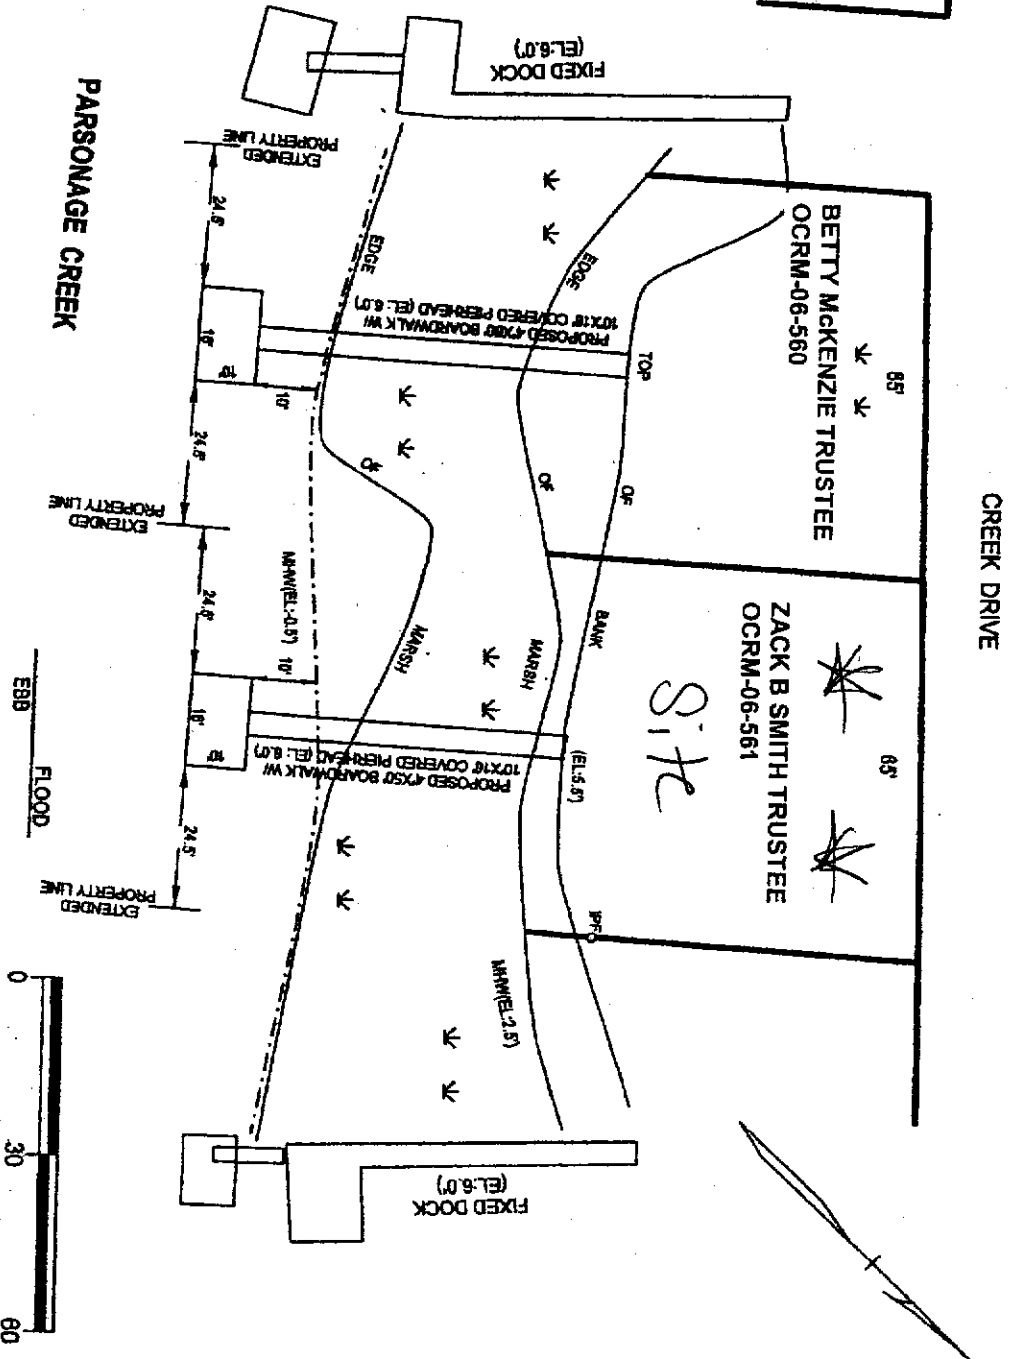 CREEK DRIVE
65'
65'
BETTY McKENZIE TRUSTEE
OCRM-06-560
ZACK B SMITH TRUSTEE
OCRM-06-561
Site
FIXED DOCK
(EL:6.0')
TOP
OF
BANK
(EL:5.5')
IPF
EDGE
OF
MARSH
MHW(EL:2.5')
PROPOSED 4'X60' BOARDWALK W/
10'X16' COVERED PIERHEAD (EL: 6.0')
PROPOSED 4'X50' BOARDWALK W/
10'X16' COVERED PIERHEAD (EL: 6.0')
EDGE
OF
MARSH
MHW(EL:-0.5')
FIXED DOCK
(EL:6.0')
EXTENDED
PROPERTY LINE
24.5'
16'
10'
10'
24.5'
EXTENDED
PROPERTY LINE
24.5'
10'
16'
10'
24.5'
EXTENDED
PROPERTY LINE
PARSONAGE CREEK
EBB
FLOOD
0
30
60